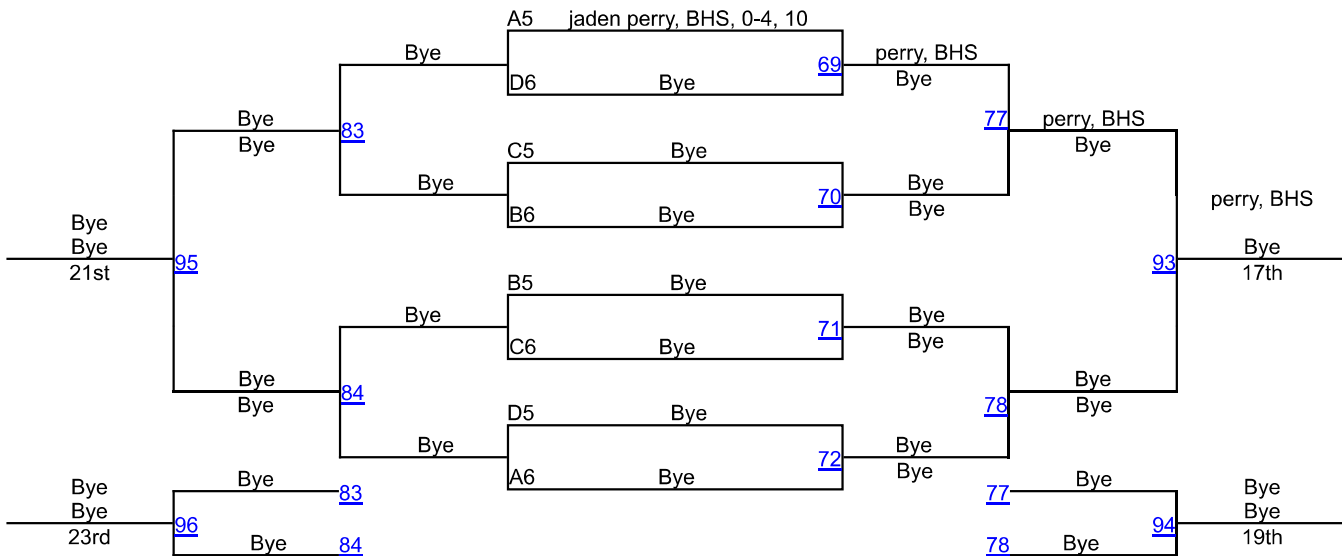 A5 jaden perry, BHS, 0-4, 10
Bye 69 perry, BHS
D6 Bye Bye
Bye 83 77 perry, BHS
Bye Bye
C5 Bye
Bye 70 Bye
B6 Bye Bye
perry, BHS
Bye
Bye 95 93 Bye
21st 17th
B5 Bye
Bye 71 Bye
C6 Bye Bye
Bye 84 78 Bye
Bye Bye
D5 Bye
Bye 72 Bye
A6 Bye Bye
Bye Bye 83 77 Bye Bye
Bye 96 94 Bye
23rd Bye 84 78 Bye 19th